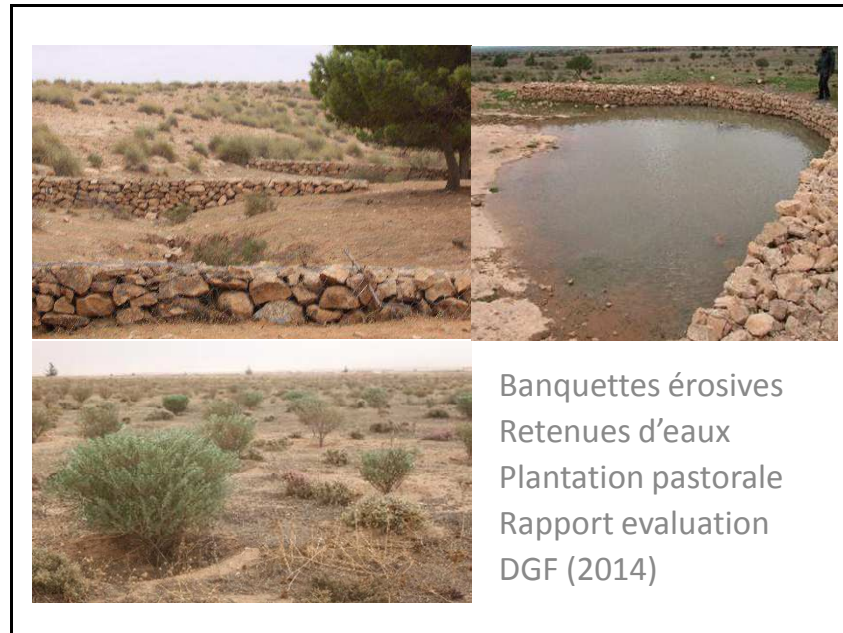 Banquettes érosives
Retenues d’eaux
Plantation pastorale
Rapport evaluation
DGF (2014)